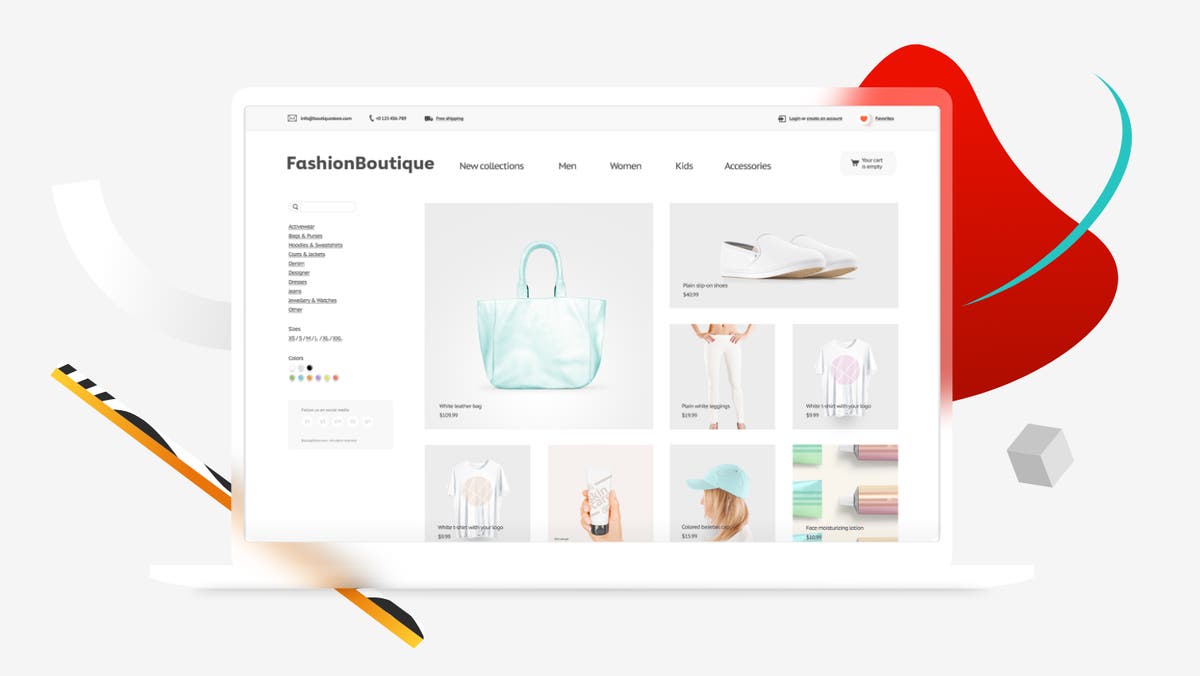 info@boutiquestore.com
+0 123 456-789
Free shipping
Login or create an account
Favorites
FashionBoutique
New collections
Men
Women
Kids
Accessories
Your cart
is empty
Activewear
Bags & Purses
Hoodies & Sweatshirts
Coats & Jackets
Denim
Designer
Dresses
Jeans
Jewellery & Watches
Other
Sizes
XS / S / M / L / XL / XXL
Colors
Follow us on social media
White leather bag
$109.99
Plain slip-on shoes
$40.99
Plain white leggings
$19.99
White t-shirt with your logo
$9.99
White t-shirt with your logo
$9.99
skin
care
Colored baseball cap
$15.99
Face moisturizing lotion
$10.99